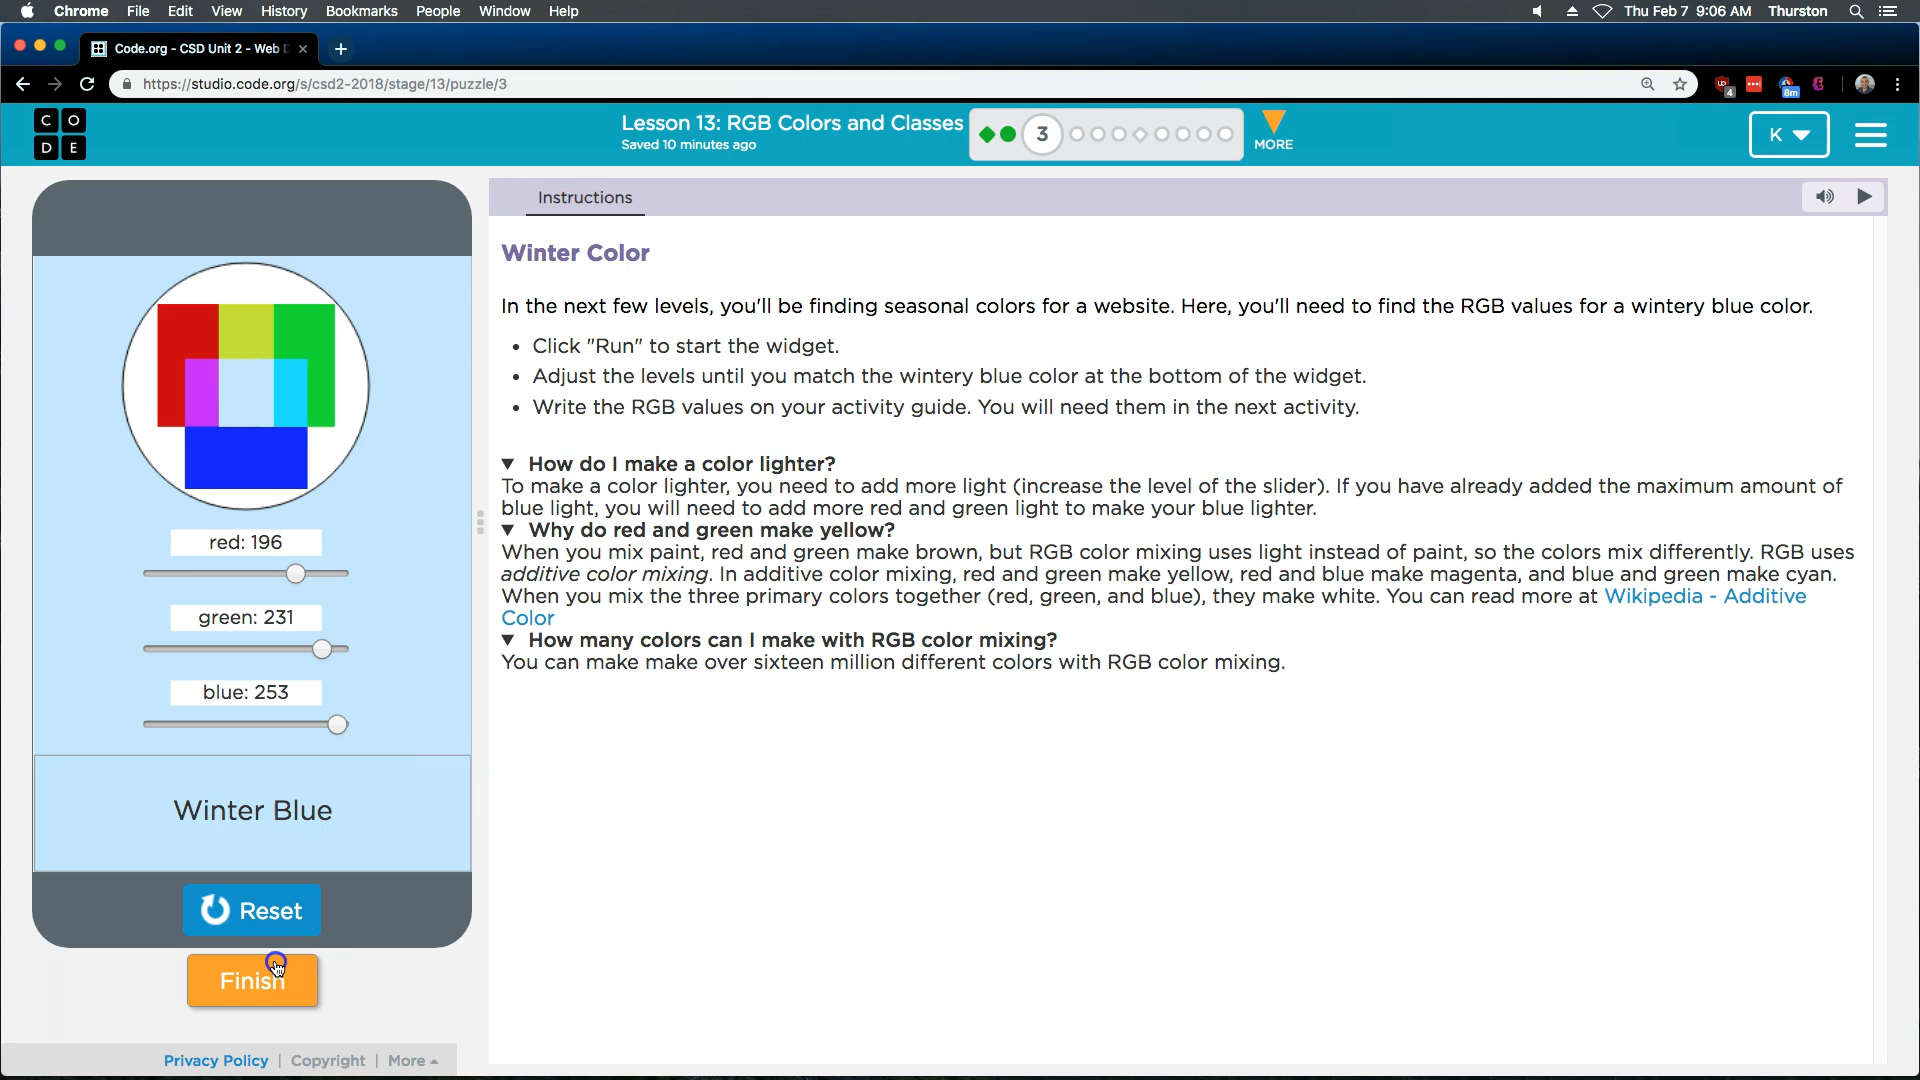 Chrome File Edit View History Bookmarks People Window Help
Thu Feb 7 9:06 AM Thurston
Code.org - CSD Unit 2 - Web D
https://studio.code.org/s/csd2-2018/stage/13/puzzle/3
4
8m
C O
D E
Lesson 13: RGB Colors and Classes
Saved 10 minutes ago
3
MORE
K
Instructions
Winter Color
In the next few levels, you'll be finding seasonal colors for a website. Here, you'll need to find the RGB values for a wintery blue color.
• Click "Run" to start the widget.
• Adjust the levels until you match the wintery blue color at the bottom of the widget.
• Write the RGB values on your activity guide. You will need them in the next activity.
▼ How do I make a color lighter?
To make a color lighter, you need to add more light (increase the level of the slider). If you have already added the maximum amount of
blue light, you will need to add more red and green light to make your blue lighter.
▼ Why do red and green make yellow?
When you mix paint, red and green make brown, but RGB color mixing uses light instead of paint, so the colors mix differently. RGB uses
additive color mixing. In additive color mixing, red and green make yellow, red and blue make magenta, and blue and green make cyan.
When you mix the three primary colors together (red, green, and blue), they make white. You can read more at Wikipedia - Additive
Color
▼ How many colors can I make with RGB color mixing?
You can make make over sixteen million different colors with RGB color mixing.
red: 196
green: 231
blue: 253
Winter Blue
Reset
Finish
Privacy Policy | Copyright | More